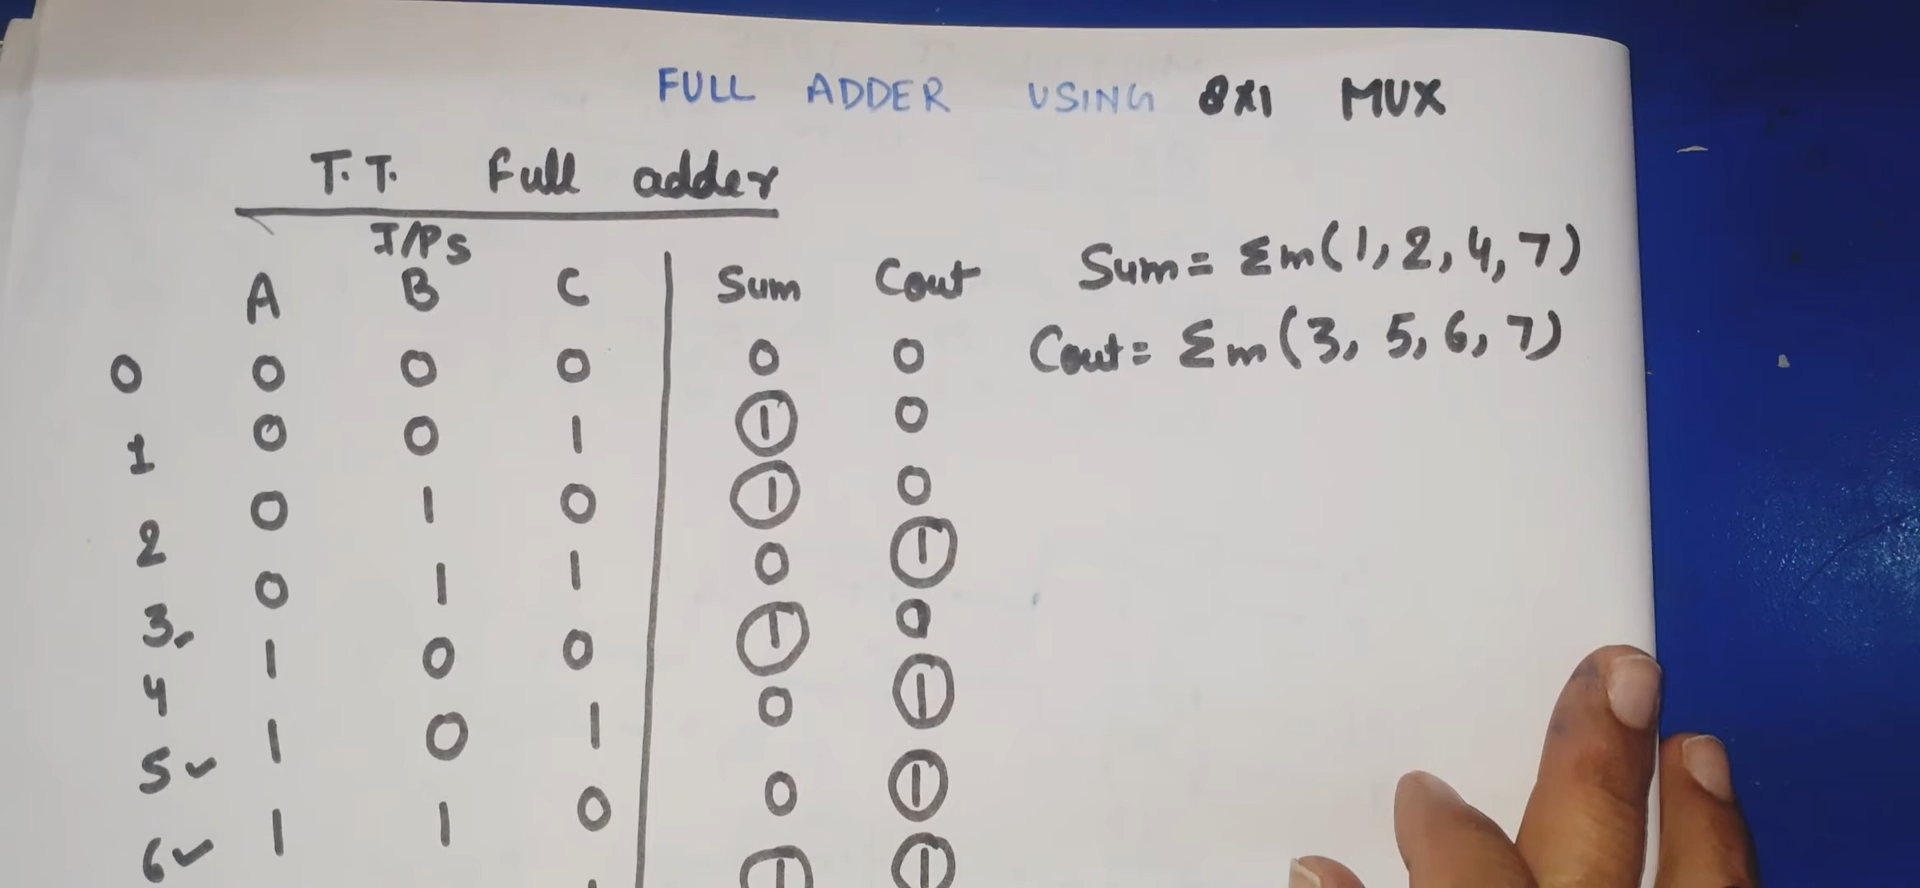 FULL ADDER USING 8X1 MUX
T.T. Full adder
I/PS
A B C Sum Cout
0 0 0 0 0 0
1 0 0 1 1 0
2 0 1 0 1 0
3. 0 1 1 0 1
4 1 0 0 1 0
5 ✓ 1 0 1 0 1
6 ✓ 1 1 0 0 1
1 1
Sum = Σm(1, 2, 4, 7)
Cout = Σm(3, 5, 6, 7)